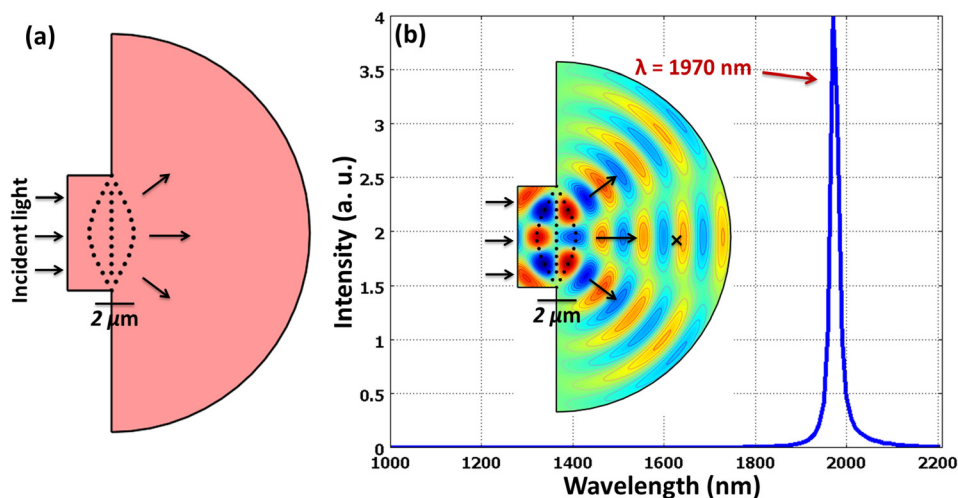 (a)
Incident light
2 μm
(b)
λ = 1970 nm
Intensity (a. u.)
4
3.5
3
2.5
2
1.5
1
0.5
0
2 μm
1000
1200
1400
1600
1800
2000
2200
Wavelength (nm)